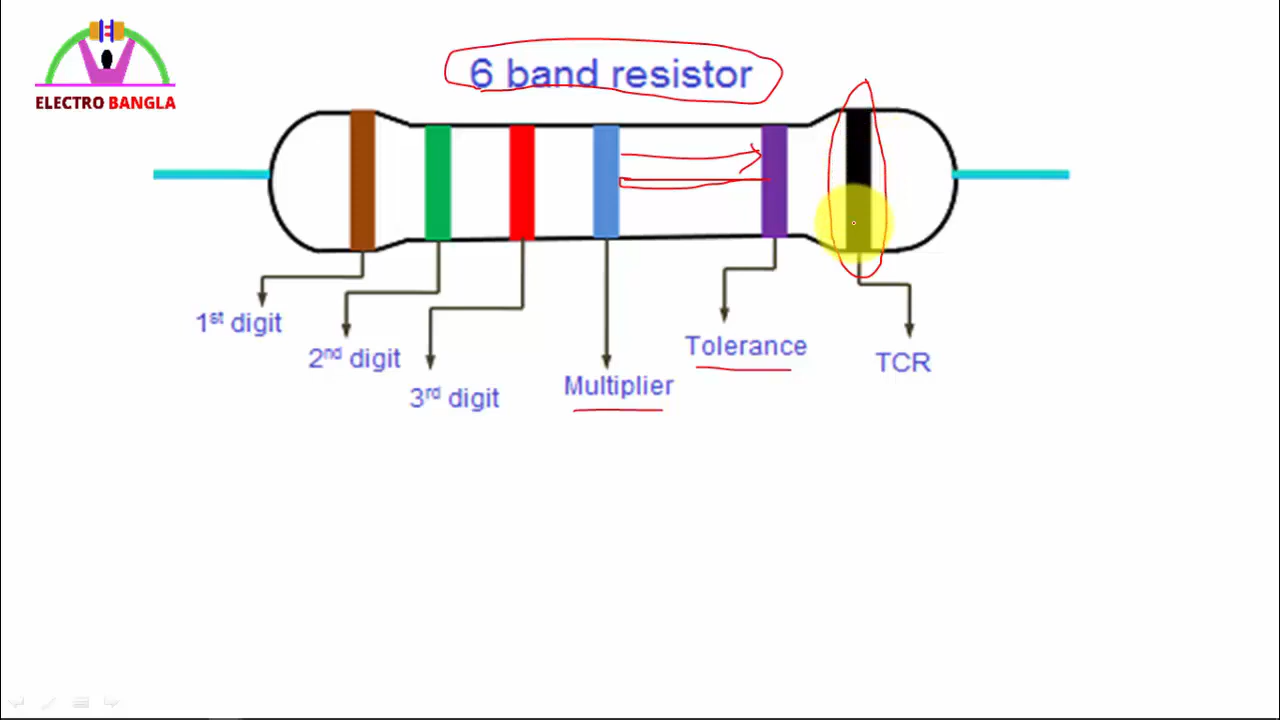 ELECTRO BANGLA
6 band resistor
1st digit
2nd digit
3rd digit
Multiplier
Tolerance
TCR